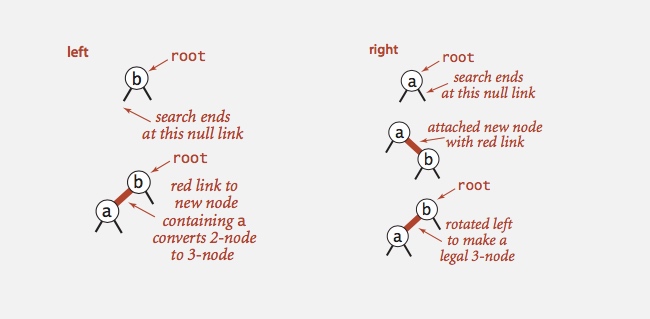 left
root
b
search ends
at this null link
root
b
a
red link to
new node
containing a
converts 2-node
to 3-node
right
root
a
search ends
at this null link
a
attached new node
with red link
b
root
b
a
rotated left
to make a
legal 3-node